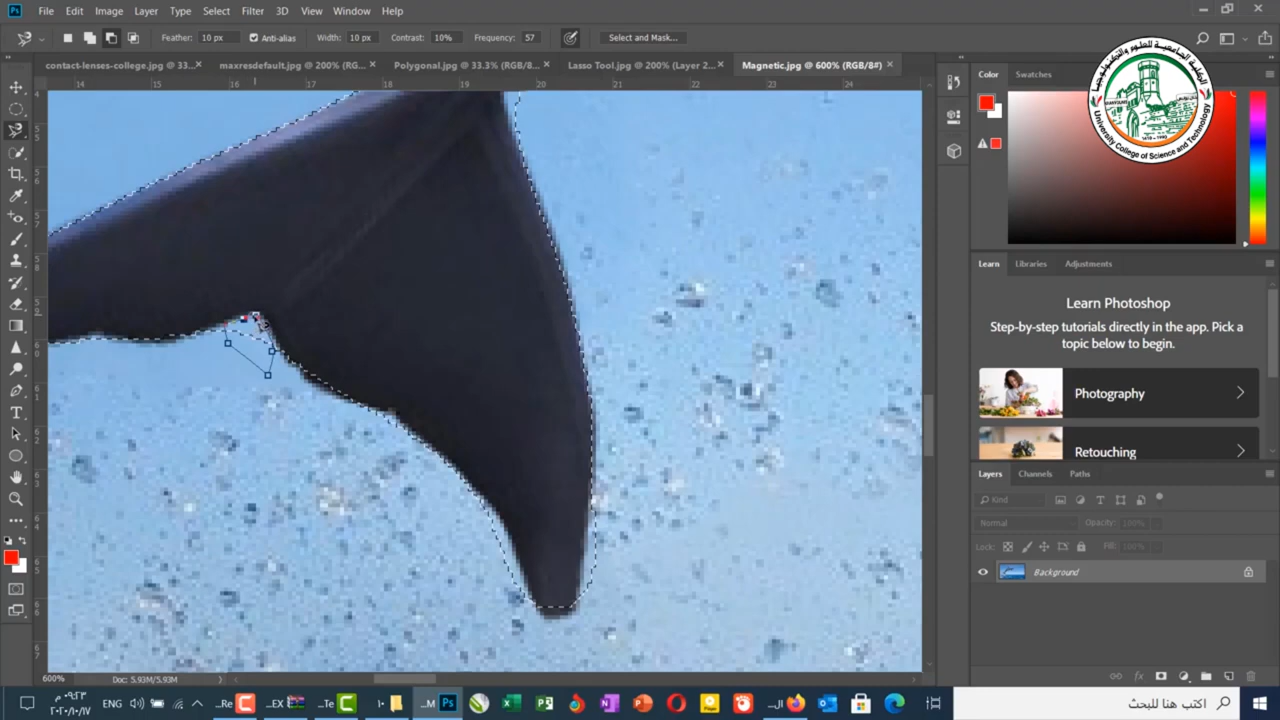 File Edit Image Layer Type Select Filter 3D View Window Help
Feather: 10 px Anti-alias Width: 10 px Contrast: 10% Frequency: 57 Select and Mask...
contact-lenses-college.jpg @ 33... maxresdefault.jpg @ 200% (RG... Polygonal.jpg @ 33.3% (RGB/8... Lasso Tool.jpg @ 200% (Layer 2... Magnetic.jpg @ 600% (RGB/8#)
14 15 16 17 18 19 20 21 22 23 24
Color Swatches
University College of Science and Technology
Learn Libraries Adjustments
Learn Photoshop
Step-by-step tutorials directly in the app. Pick a
topic below to begin.
Photography
Retouching
Layers Channels Paths
Kind
Normal Opacity: 100%
Lock: Fill: 100%
Background
600% Doc: 5.93M/5.93M
ENG
...Re ...EX ...Te ١٠ ...M ...ال
اكتب هنا للبحث